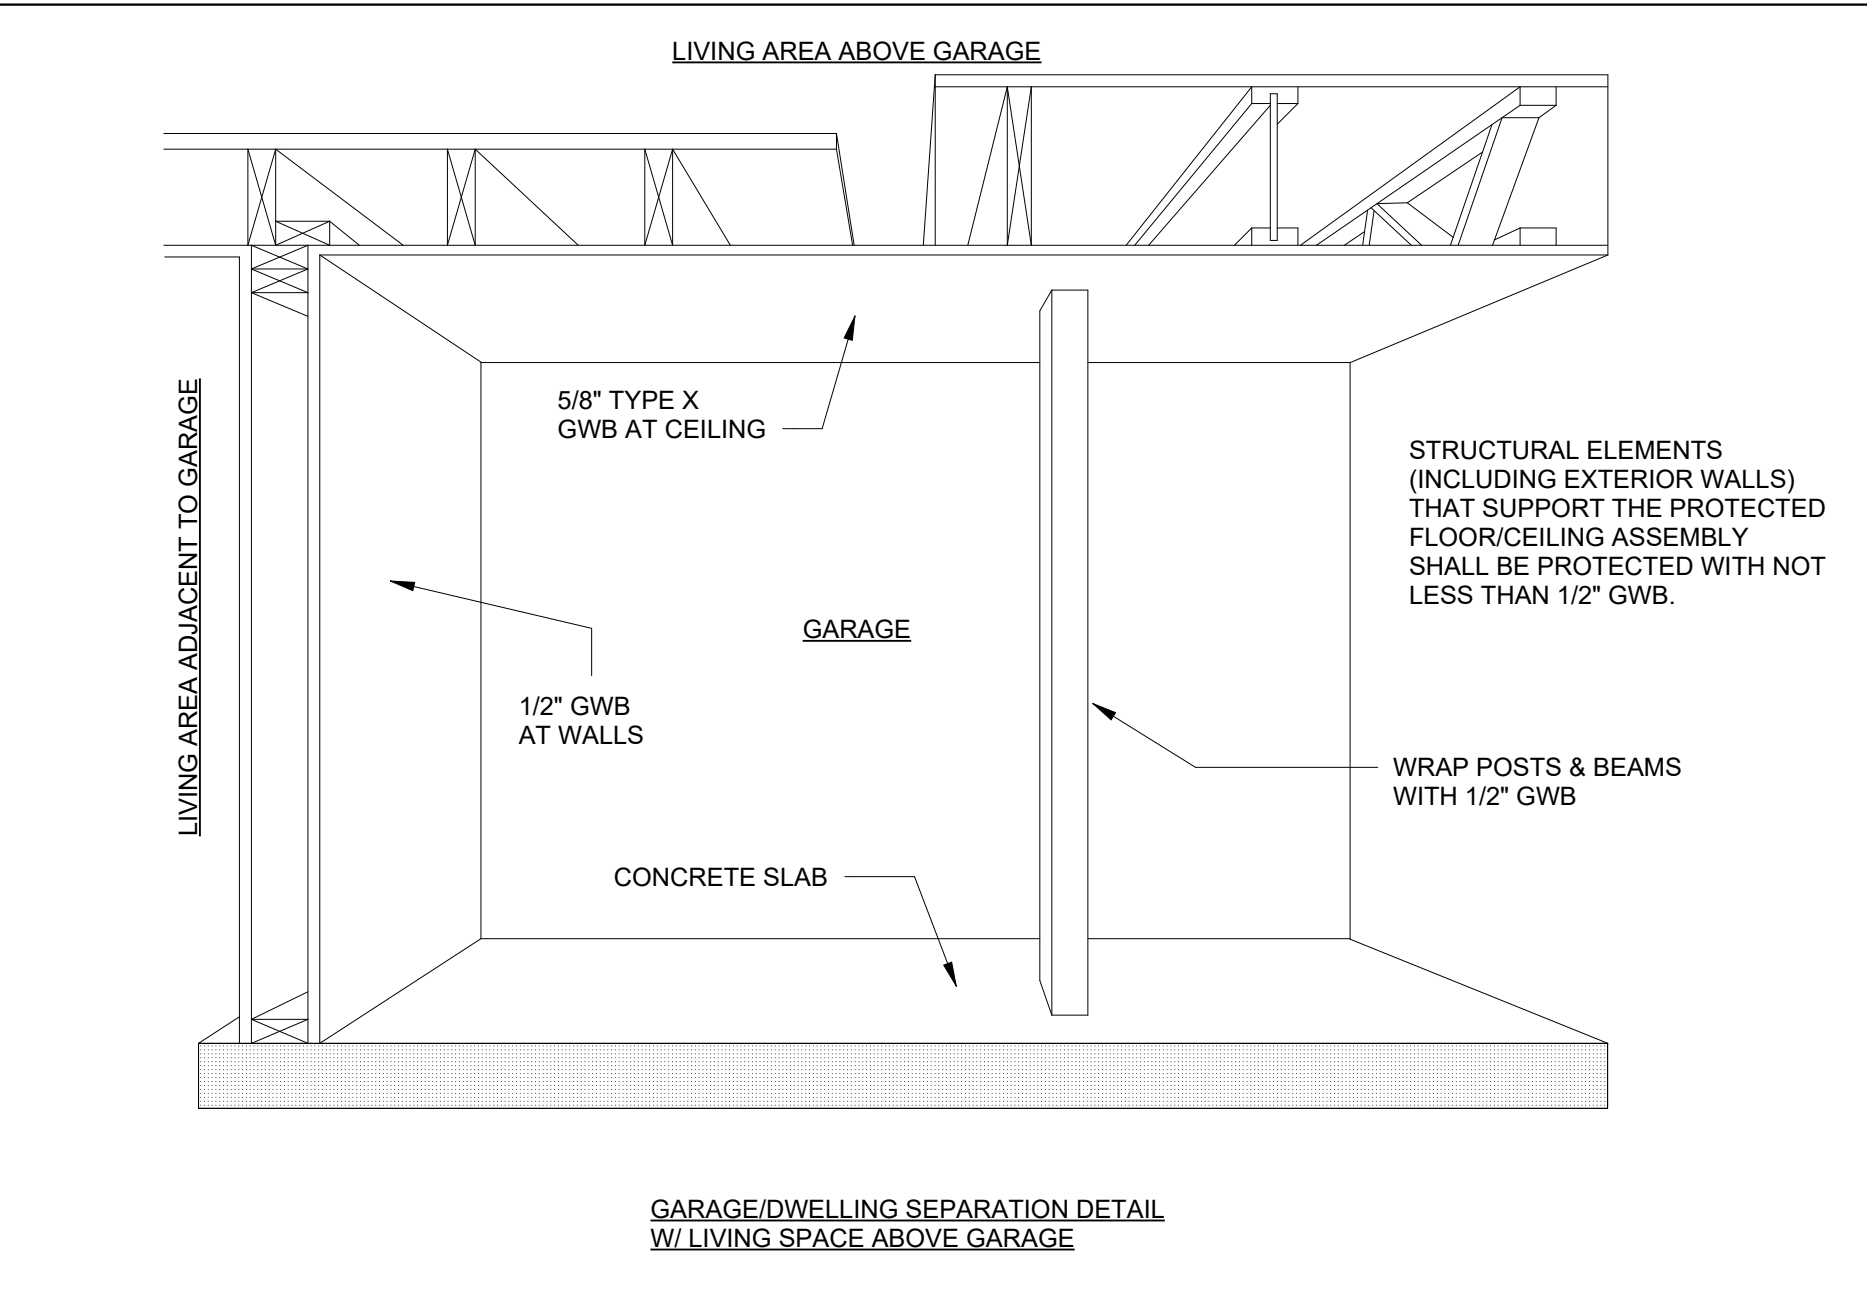 LIVING AREA ABOVE GARAGE
5/8" TYPE X
GWB AT CEILING
LIVING AREA ADJACENT TO GARAGE
STRUCTURAL ELEMENTS
(INCLUDING EXTERIOR WALLS)
THAT SUPPORT THE PROTECTED
FLOOR/CEILING ASSEMBLY
SHALL BE PROTECTED WITH NOT
LESS THAN 1/2" GWB.
GARAGE
1/2" GWB
AT WALLS
WRAP POSTS & BEAMS
WITH 1/2" GWB
CONCRETE SLAB
GARAGE/DWELLING SEPARATION DETAIL
W/ LIVING SPACE ABOVE GARAGE